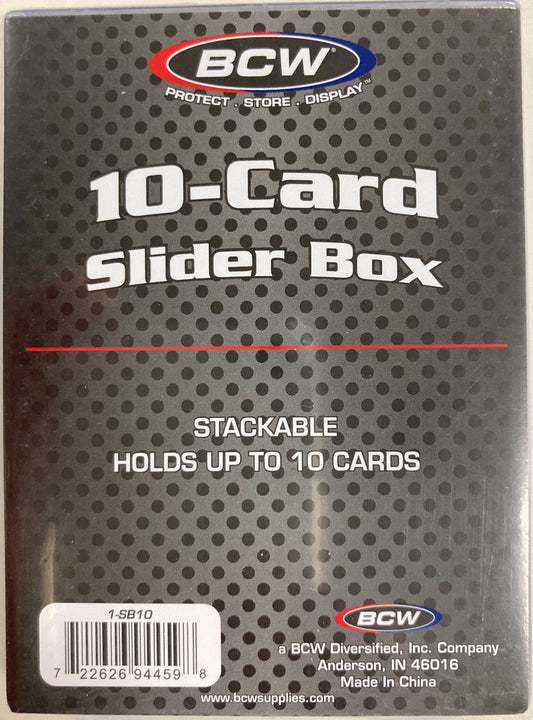 BCW®
PROTECT . STORE . DISPLAY™
10-Card
Slider Box
STACKABLE
HOLDS UP TO 10 CARDS
1-SB10
7 22626 94459 8
BCW
a BCW Diversified, Inc. Company
Anderson, IN 46016
Made In China
www.bcwsupplies.com